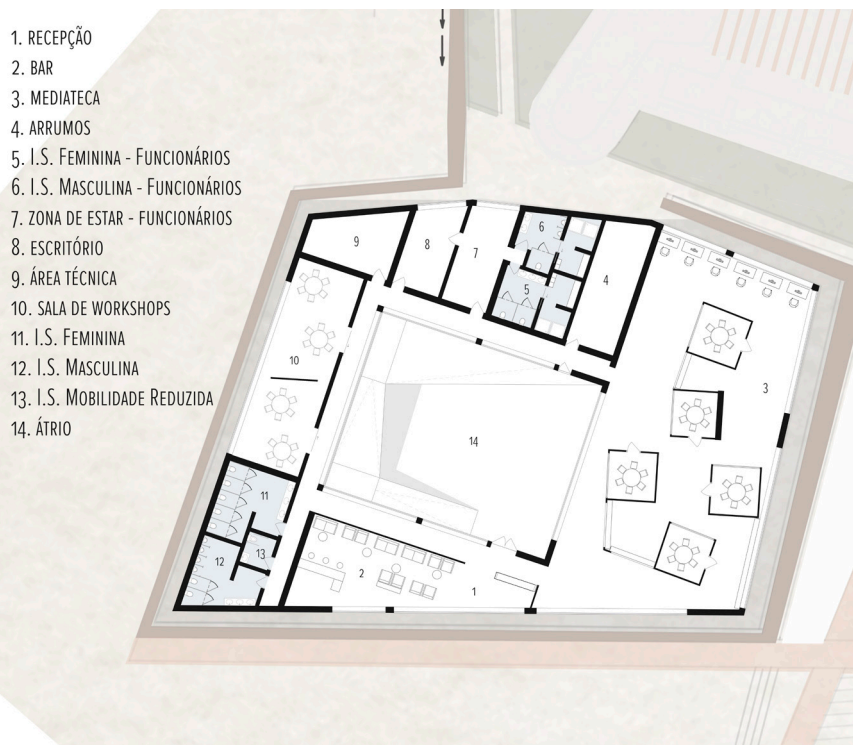 1. RECEPÇÃO
2. BAR
3. MEDIATECA
4. ARRUMOS
5. I.S. FEMININA - FUNCIONÁRIOS
6. I.S. MASCULINA - FUNCIONÁRIOS
7. ZONA DE ESTAR - FUNCIONÁRIOS
8. ESCRITÓRIO
9. ÁREA TÉCNICA
10. SALA DE WORKSHOPS
11. I.S. FEMININA
12. I.S. MASCULINA
13. I.S. MOBILIDADE REDUZIDA
14. ÁTRIO
6
9
8
7
5
4
10
3
14
11
13
12
2
1